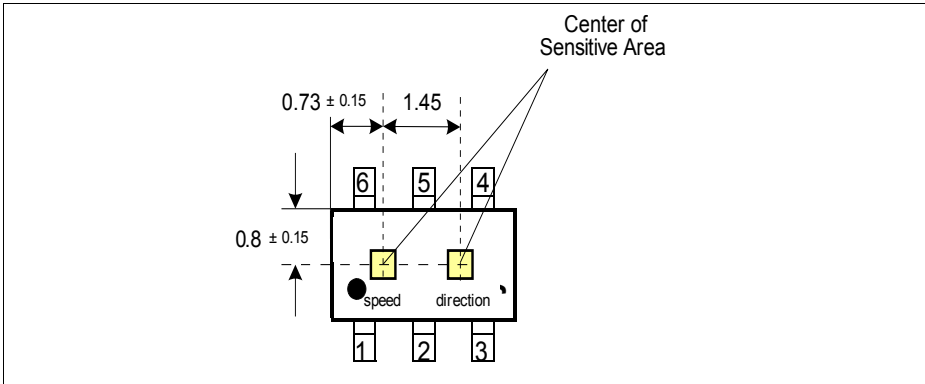 Center of
Sensitive Area
0.73 ± 0.15
1.45
6
5
4
0.8 ± 0.15
speed
direction
1
2
3